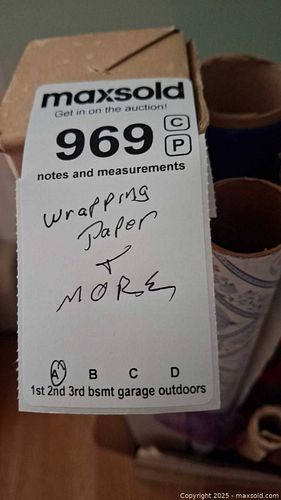 maxsold
Get in on the auction!
969 C
P
notes and measurements
wrapping
Paper
+
MORE
A B C D
1st 2nd 3rd bsmt garage outdoors
Copyright 2025 - maxsold.com